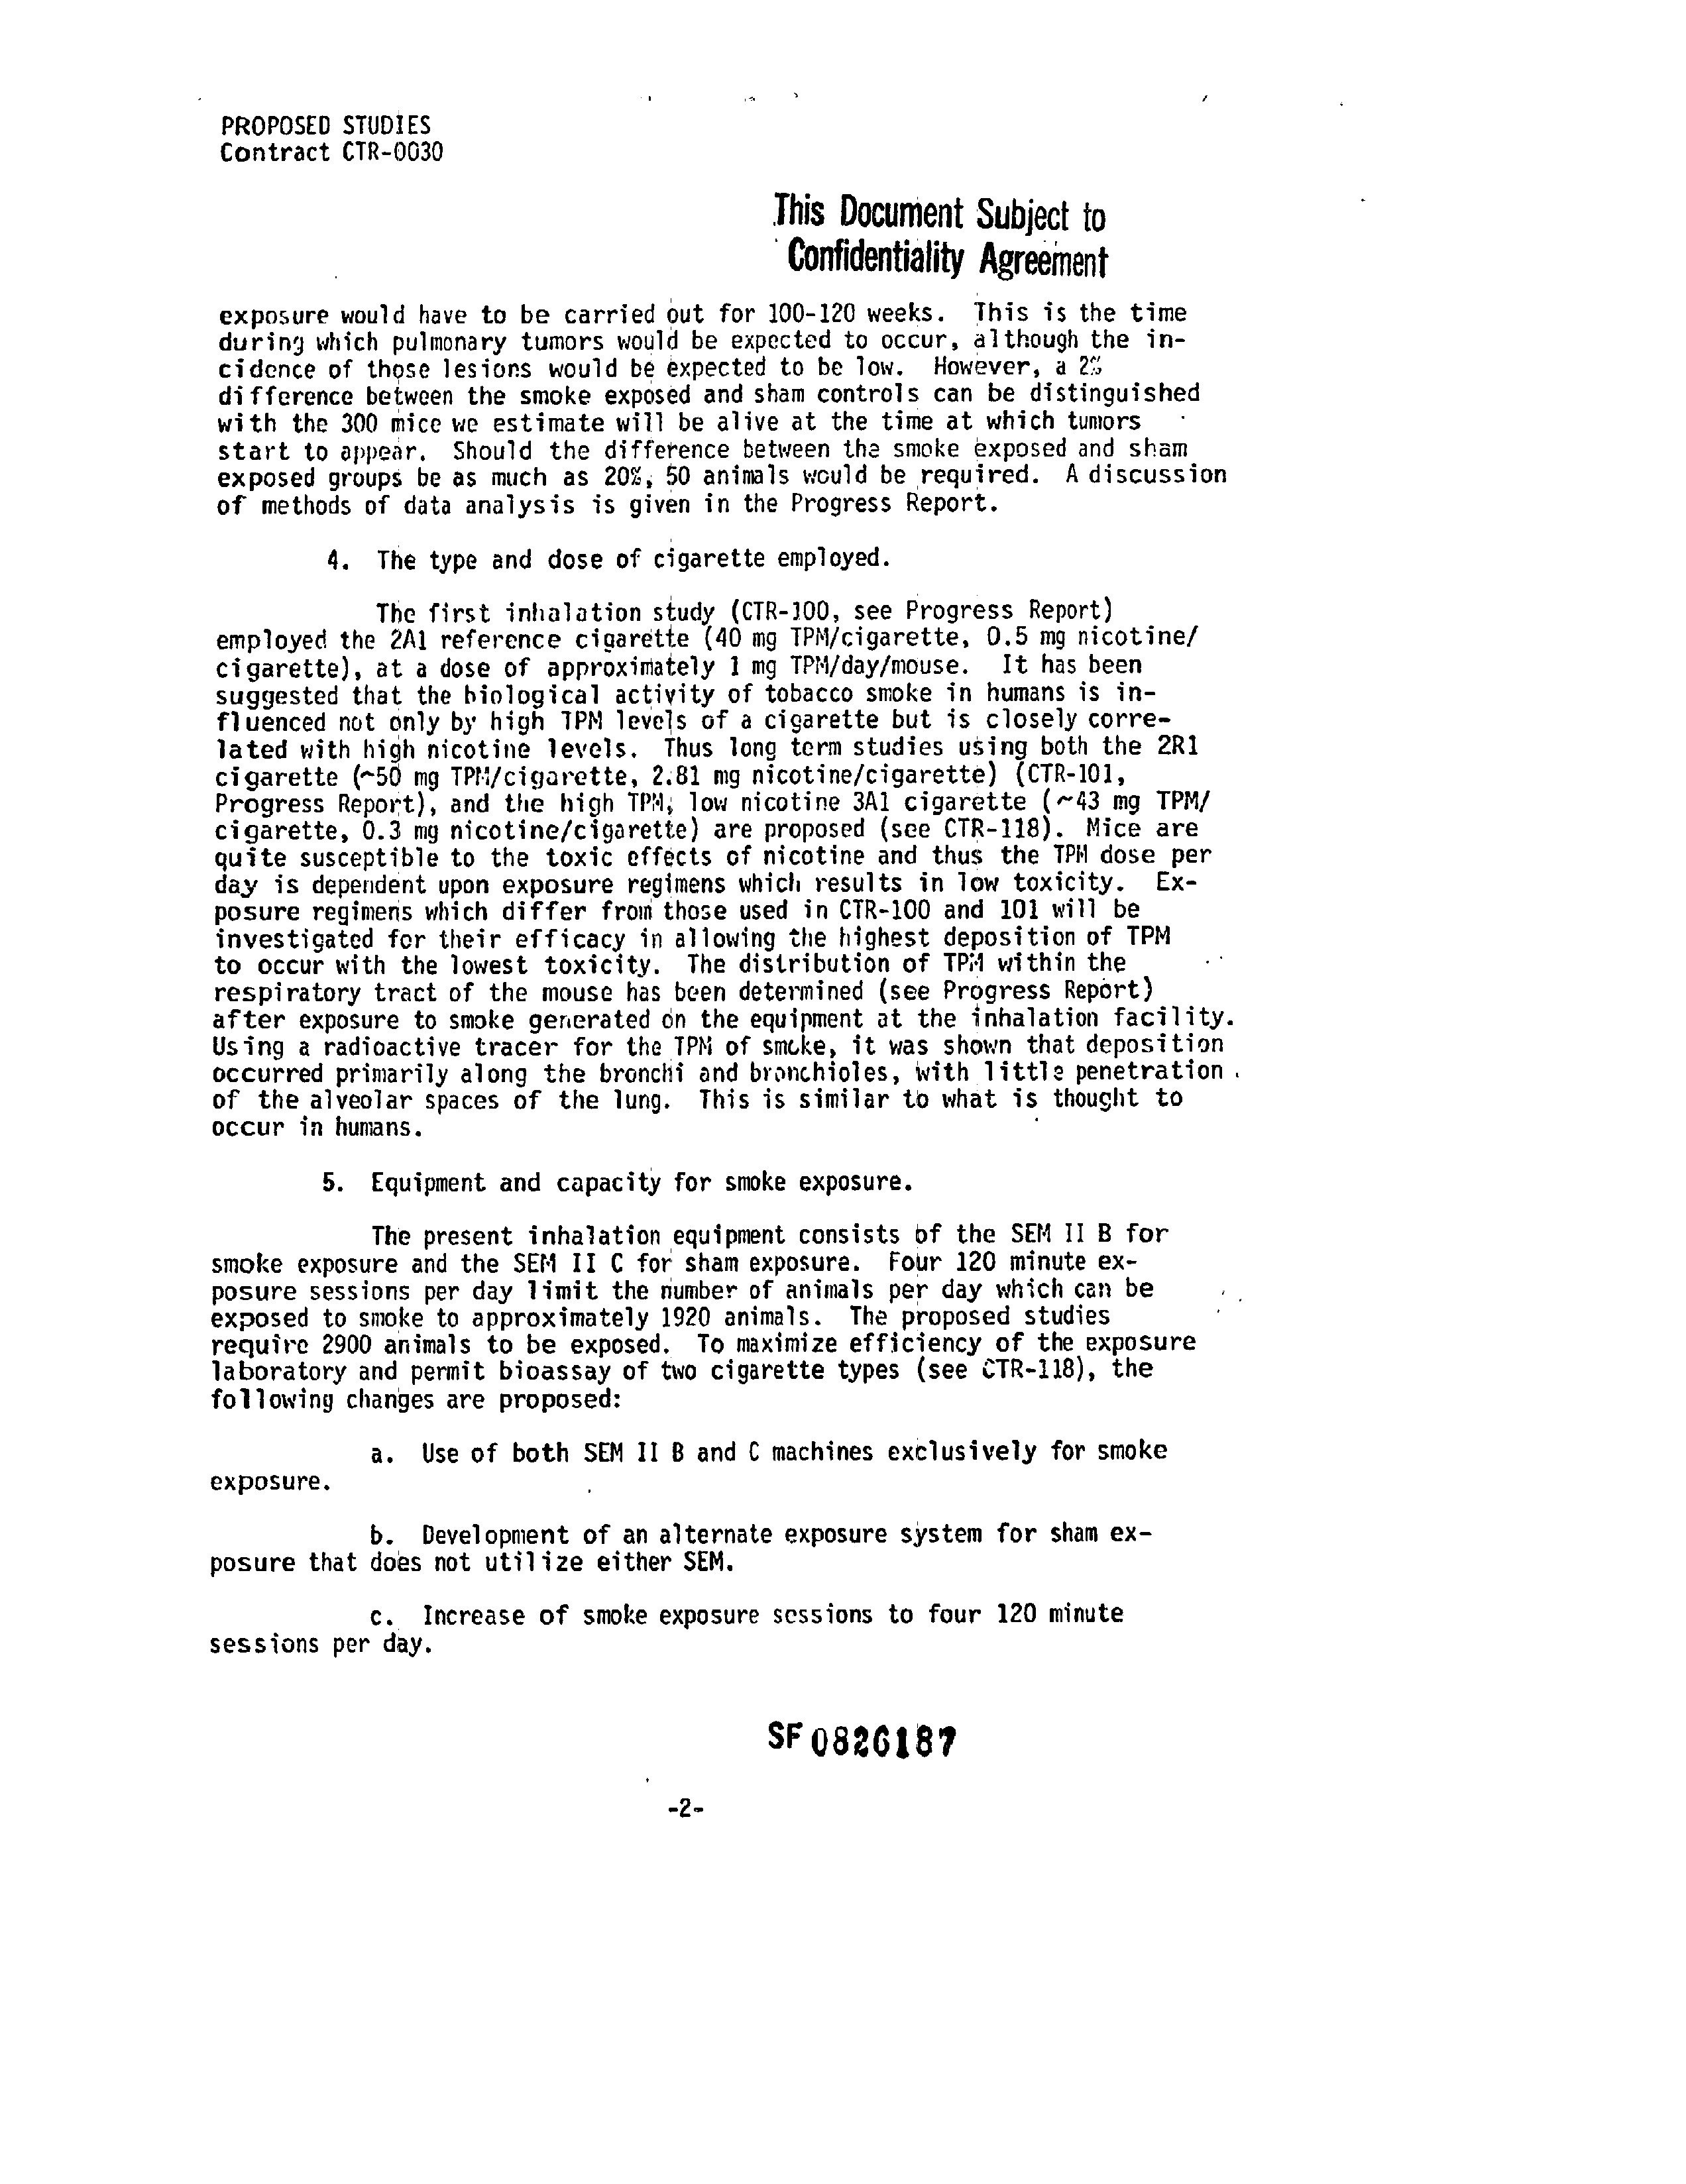 PROPOSED STUDIES
Contract CTR-0030
This Document Subject to
Confidentiality Agreement
exposure would have to be carried out for 100-120 weeks. This is the time
during which pulmonary tumors would be expected to occur, although the in-
cidence of those lesions would be expected to be low. However, a 2%
difference between the smoke exposed and sham controls can be distinguished
with the 300 mice we estimate will be alive at the time at which tumors
start to appear. Should the difference between the smoke exposed and sham
exposed groups be as much as 20%, 50 animals would be required. A discussion
of methods of data analysis is given in the Progress Report.
4. The type and dose of cigarette employed.
The first inhalation study (CTR-100, see Progress Report)
employed the 2A1 reference cigarette (40 mg TPM/cigarette, 0.5 mg nicotine/
cigarette), at a dose of approximately 1 mg TPM/day/mouse. It has been
suggested that the biological activity of tobacco smoke in humans is in-
fluenced not only by high TPM levels of a cigarette but is closely corre-
lated with high nicotine levels. Thus long term studies using both the 2R1
cigarette (~50 mg TPM/cigarette, 2.81 mg nicotine/cigarette) (CTR-101,
Progress Report), and the high TPM, low nicotine 3A1 cigarette (~43 mg TPM/
cigarette, 0.3 mg nicotine/cigarette) are proposed (see CTR-118). Mice are
quite susceptible to the toxic effects of nicotine and thus the TPM dose per
day is dependent upon exposure regimens which results in low toxicity. Ex-
posure regimens which differ from those used in CTR-100 and 101 will be
investigated for their efficacy in allowing the highest deposition of TPM
to occur with the lowest toxicity. The distribution of TPM within the
respiratory tract of the mouse has been determined (see Progress Report)
after exposure to smoke generated on the equipment at the inhalation facility.
Using a radioactive tracer for the TPM of smoke, it was shown that deposition
occurred primarily along the bronchi and bronchioles, with little penetration
of the alveolar spaces of the lung. This is similar to what is thought to
occur in humans.
5. Equipment and capacity for smoke exposure.
The present inhalation equipment consists of the SEM II B for
smoke exposure and the SEM II C for sham exposure. Four 120 minute ex-
posure sessions per day limit the number of animals per day which can be
exposed to smoke to approximately 1920 animals. The proposed studies
require 2900 animals to be exposed. To maximize efficiency of the exposure
laboratory and permit bioassay of two cigarette types (see CTR-118), the
following changes are proposed:
a. Use of both SEM II B and C machines exclusively for smoke
exposure.
b. Development of an alternate exposure system for sham ex-
posure that does not utilize either SEM.
c. Increase of smoke exposure sessions to four 120 minute
sessions per day.
SF 0826187
-2-